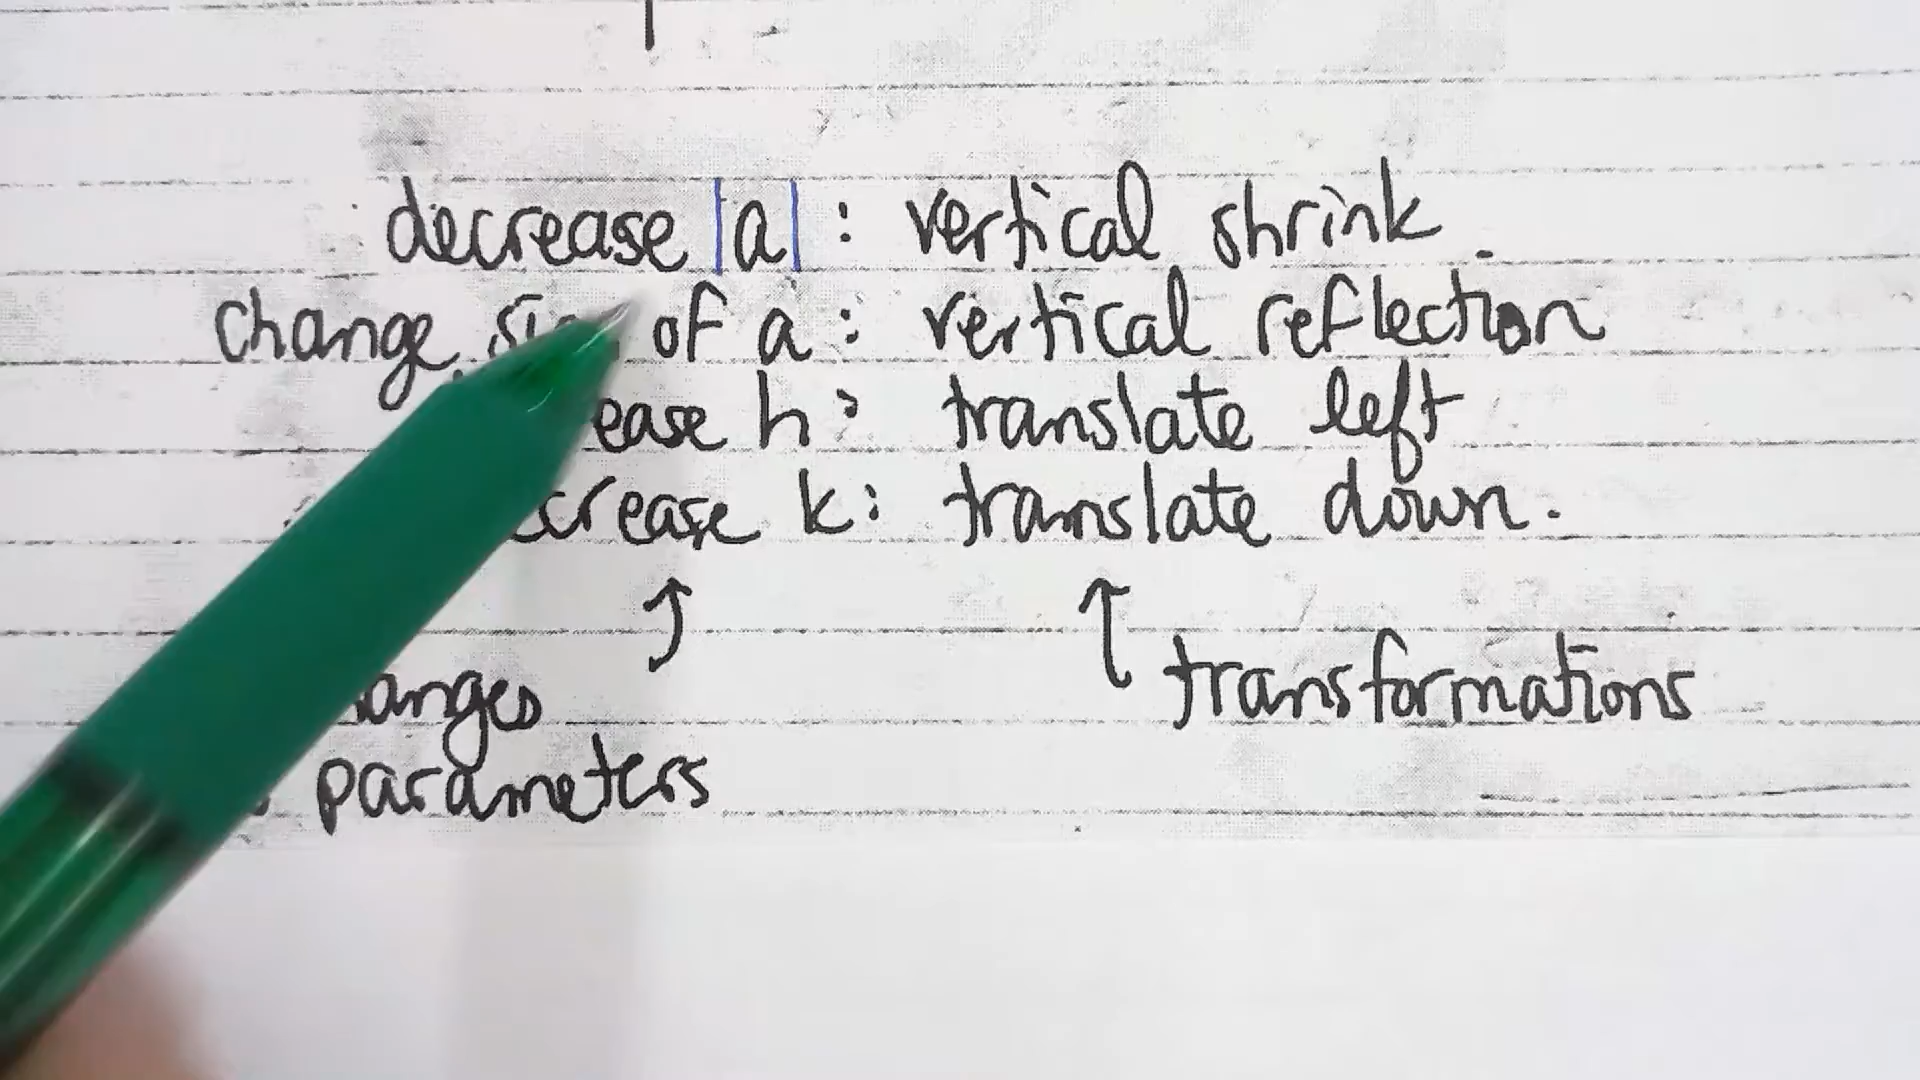 decrease |a| : vertical shrink.
change of a : vertical reflection
ease h : translate left
crease k : translate down.
anges transformations
parameters